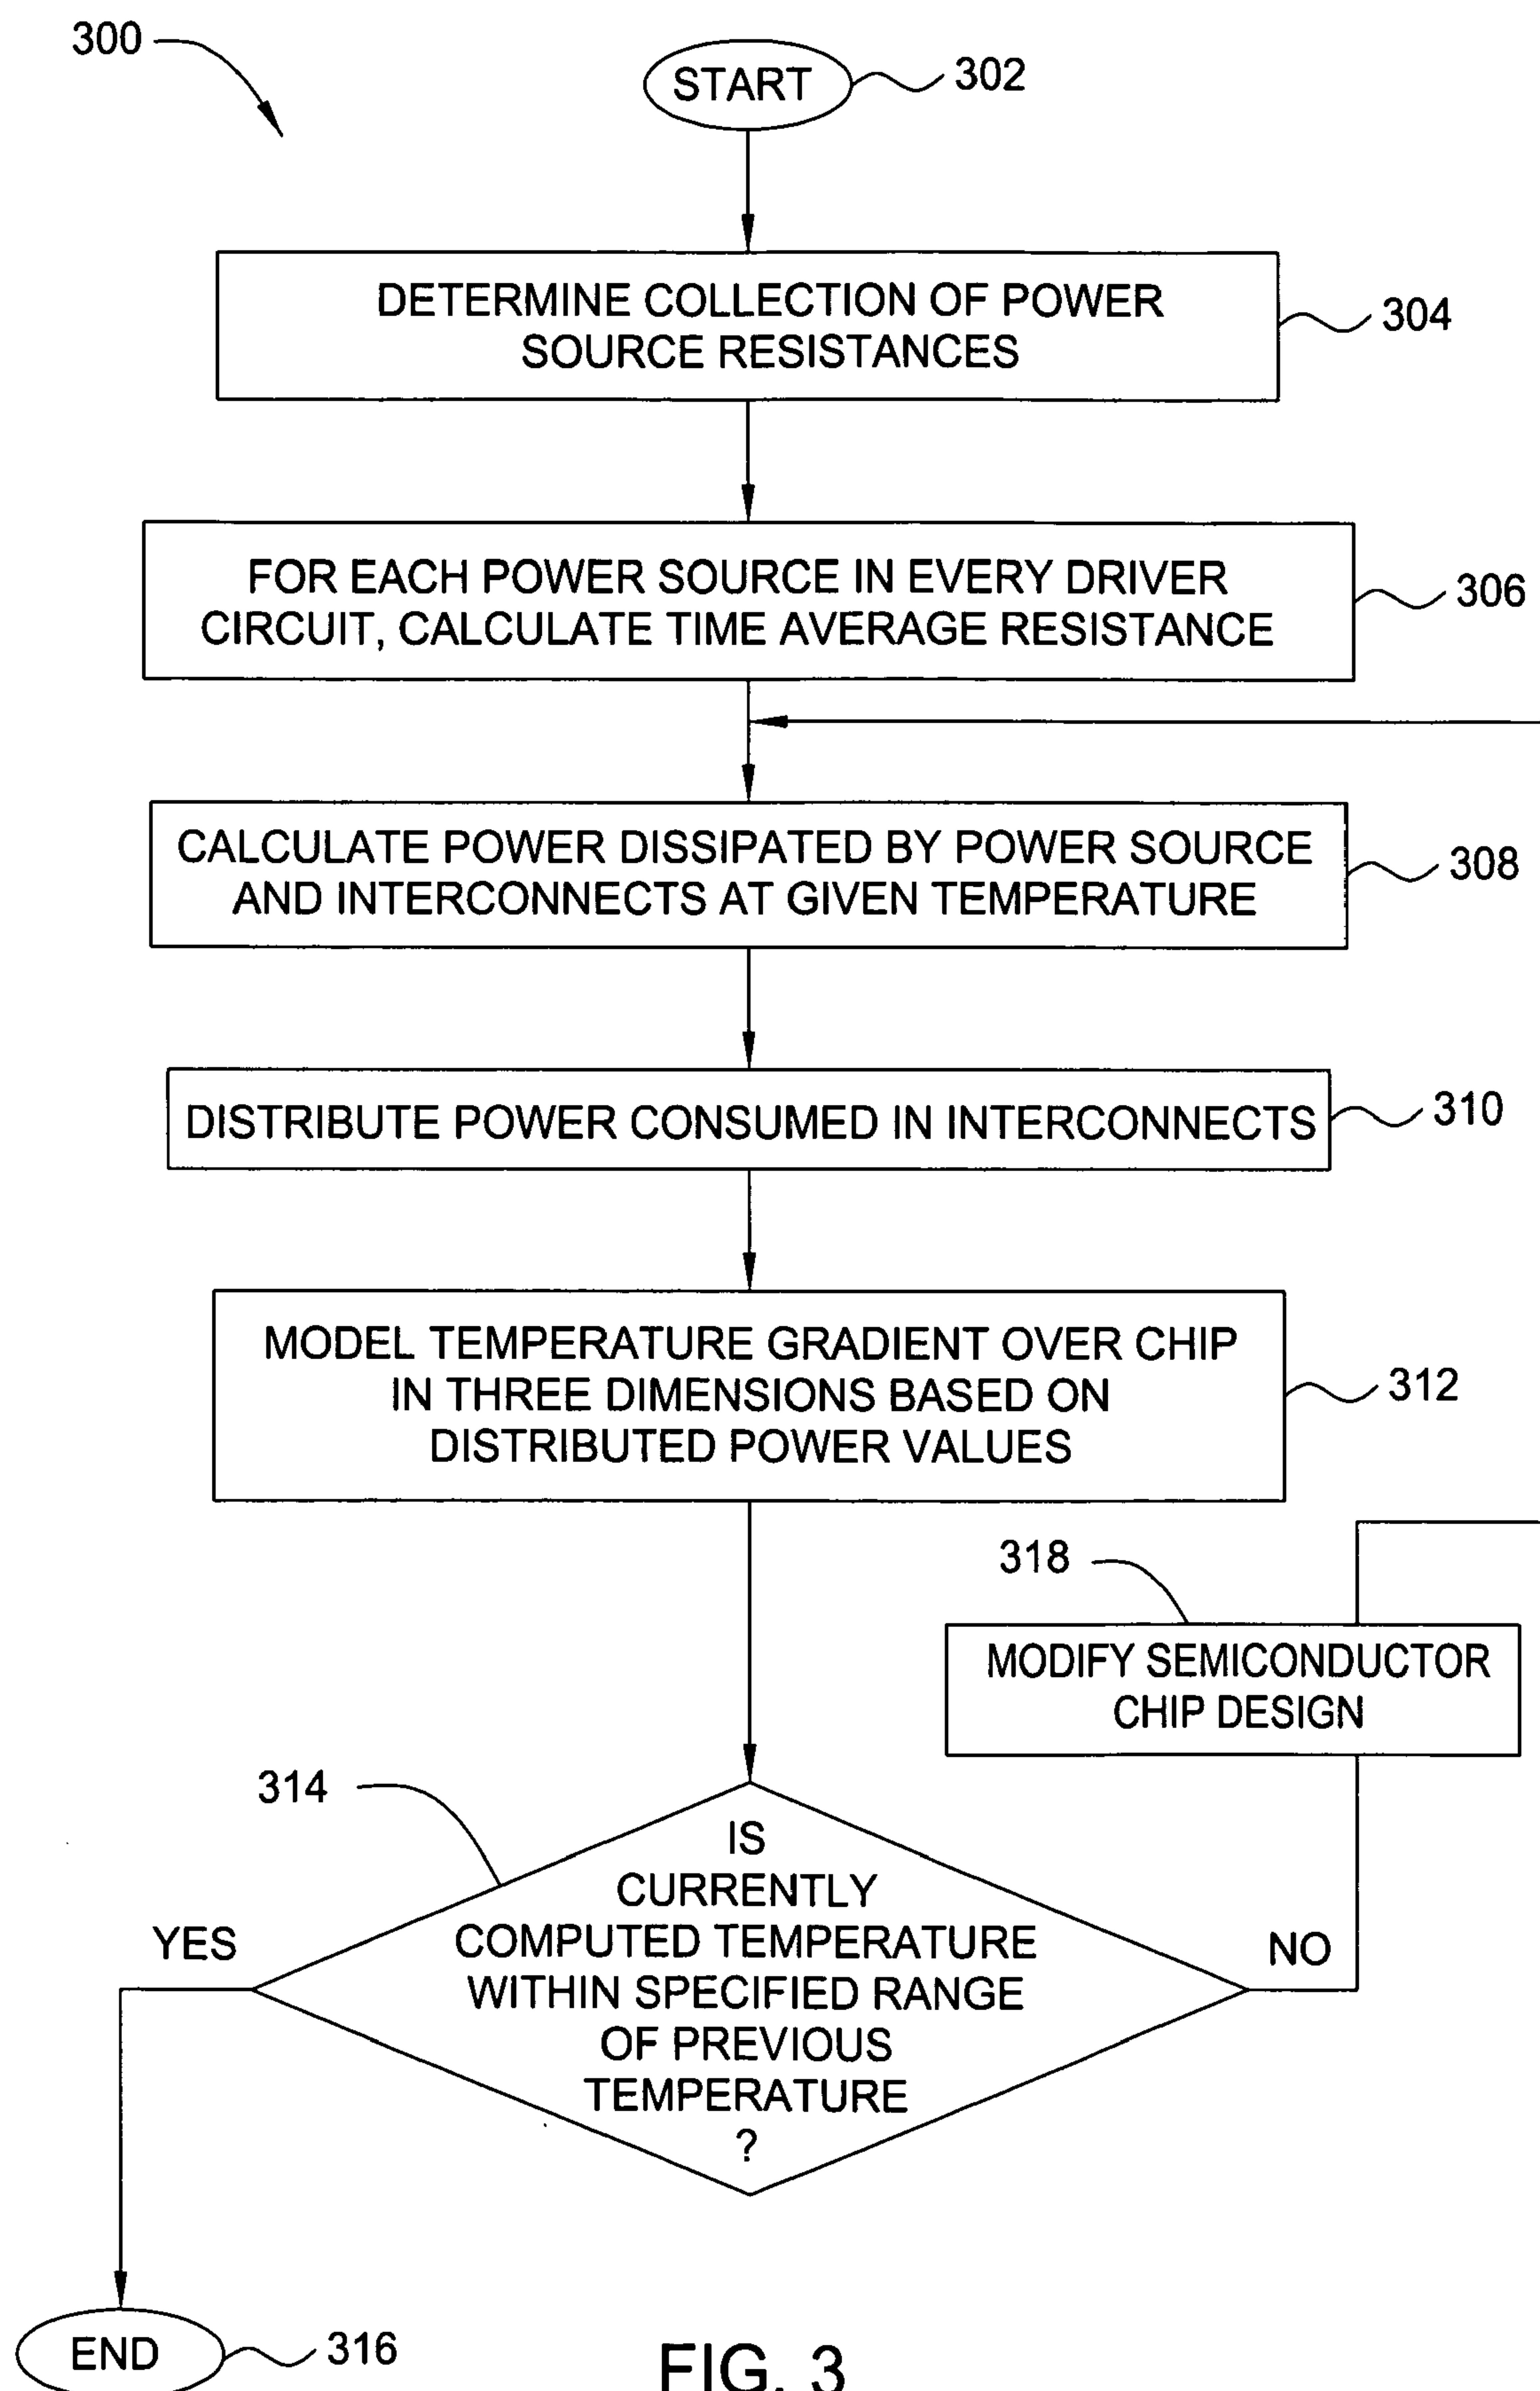 300
START
302
DETERMINE COLLECTION OF POWER
SOURCE RESISTANCES
304
FOR EACH POWER SOURCE IN EVERY DRIVER
CIRCUIT, CALCULATE TIME AVERAGE RESISTANCE
306
CALCULATE POWER DISSIPATED BY POWER SOURCE
AND INTERCONNECTS AT GIVEN TEMPERATURE
308
DISTRIBUTE POWER CONSUMED IN INTERCONNECTS
310
MODEL TEMPERATURE GRADIENT OVER CHIP
IN THREE DIMENSIONS BASED ON
DISTRIBUTED POWER VALUES
312
318
MODIFY SEMICONDUCTOR
CHIP DESIGN
314
IS
CURRENTLY
COMPUTED TEMPERATURE
WITHIN SPECIFIED RANGE
OF PREVIOUS
TEMPERATURE
?
YES
NO
END
316
FIG. 3